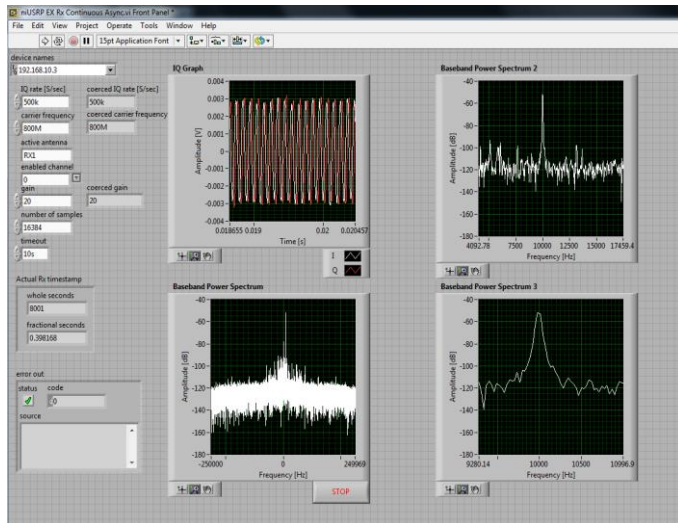 niUSRP EX Rx Continuous Async.vi Front Panel *
File Edit View Project Operate Tools Window Help
15pt Application Font
device names
192.168.10.3
IQ rate [S/sec]
500k
coerced IQ rate [S/sec]
500k
carrier frequency
800M
coerced carrier frequency
800M
active antenna
RX1
enabled channel
0
gain
20
coerced gain
20
number of samples
16384
timeout
10s
Actual Rx timestamp
whole seconds
8001
fractional seconds
0.398168
error out
status code
0
source
IQ Graph
Amplitude [V]
0.004
0.003
0.002
0.001
0
-0.001
-0.002
-0.003
-0.004
0.018655 0.019 0.02 0.020457
Time [s]
I
Q
Baseband Power Spectrum 2
Amplitude [dB]
-40
-60
-80
-100
-120
-140
-160
-180
4092.78 7500 10000 12500 15000 17459.4
Frequency [Hz]
Baseband Power Spectrum
Amplitude [dB]
-40
-60
-80
-100
-120
-140
-160
-180
-250000 0 249969
Frequency [Hz]
STOP
Baseband Power Spectrum 3
Amplitude [dB]
-40
-60
-80
-100
-120
-140
-160
-180
9280.14 10000 10500 10996.9
Frequency [Hz]